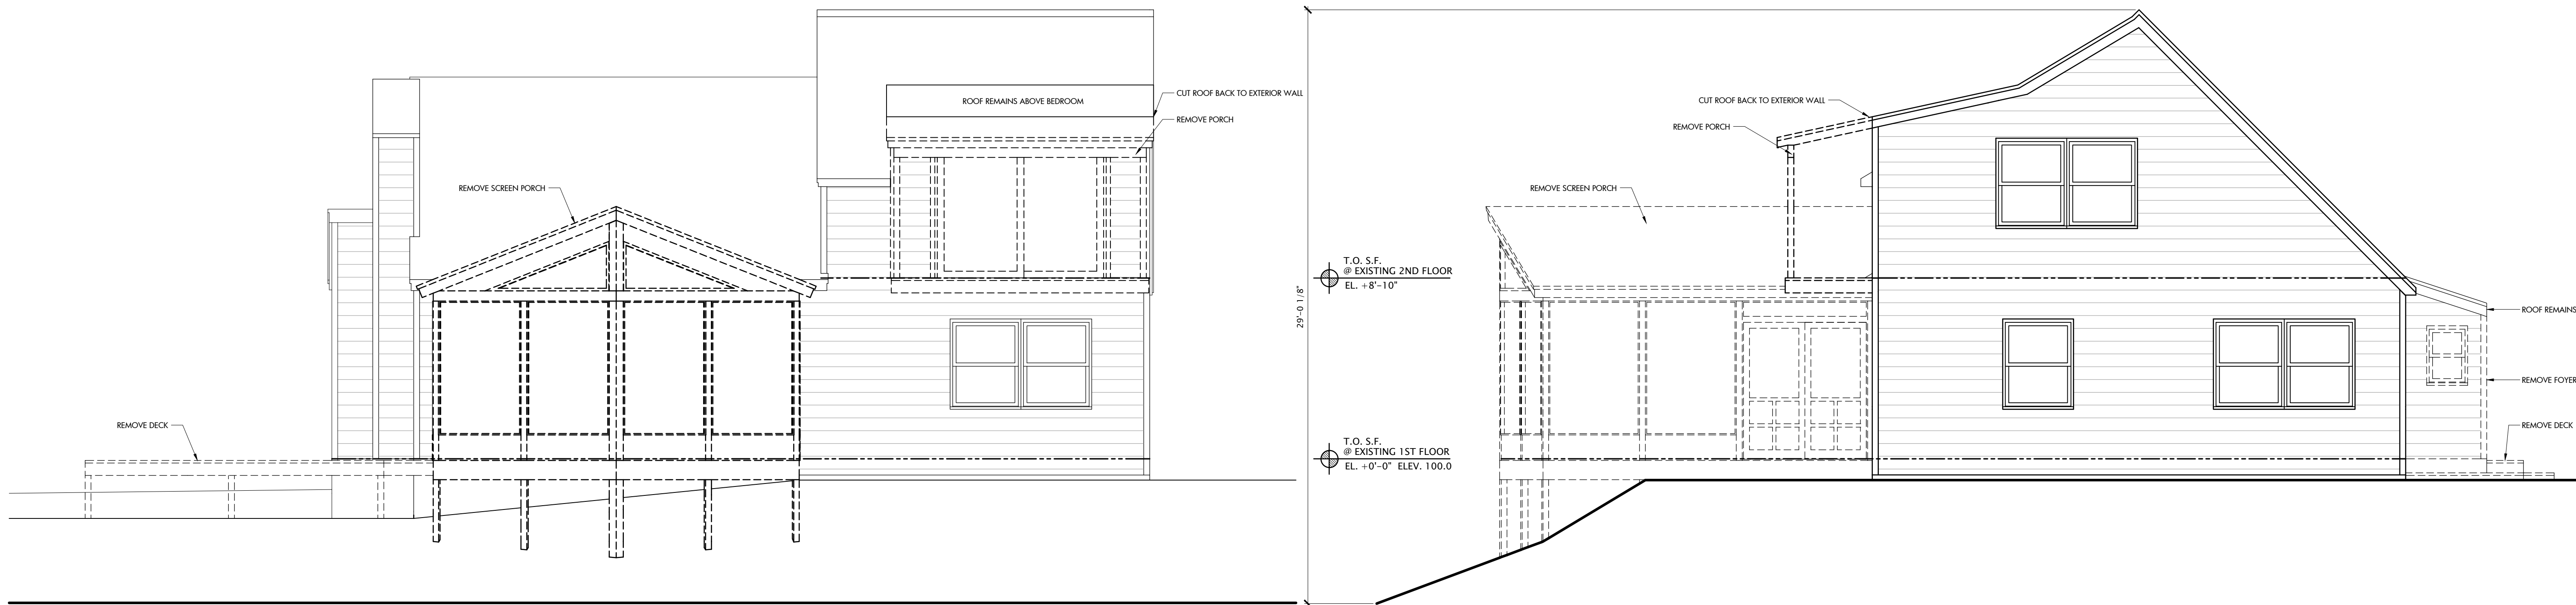 ROOF REMAINS ABOVE BEDROOM
CUT ROOF BACK TO EXTERIOR WALL
REMOVE PORCH
REMOVE SCREEN PORCH
REMOVE DECK
29'-0 1/8"
T.O. S.F.
@ EXISTING 2ND FLOOR
EL. +8'-10"
T.O. S.F.
@ EXISTING 1ST FLOOR
EL. +0'-0" ELEV. 100.0
CUT ROOF BACK TO EXTERIOR WALL
REMOVE PORCH
REMOVE SCREEN PORCH
ROOF REMAINS
REMOVE FOYER
REMOVE DECK